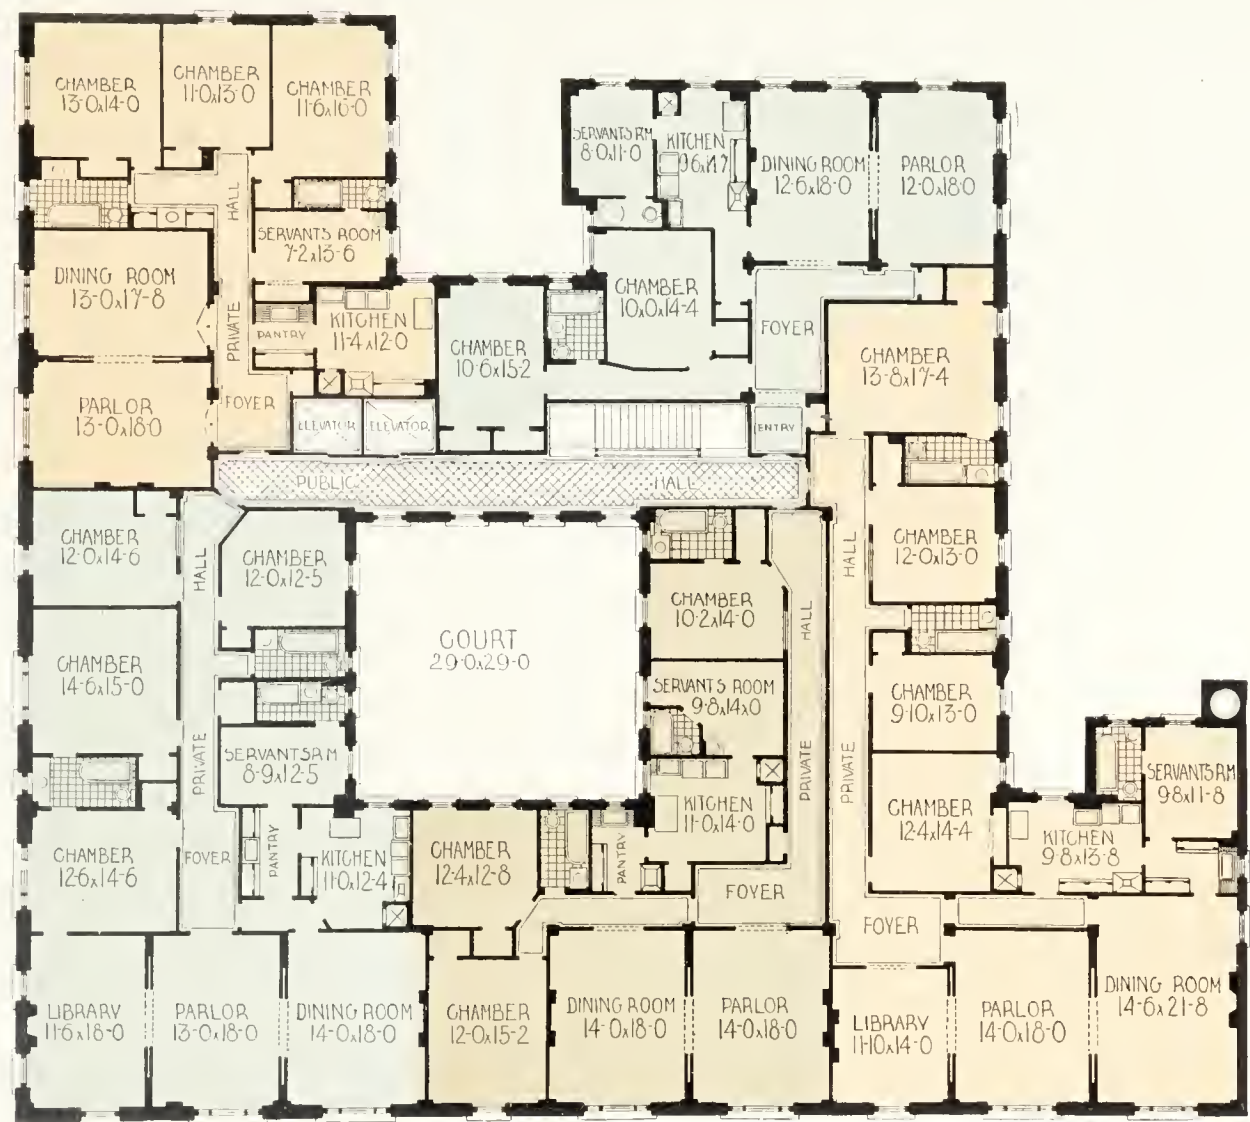 CHAMBER
13-0x14-0
CHAMBER
11-0x13-0
CHAMBER
11-6x16-0
HALL
SERVANTS ROOM
7-2x13-6
DINING ROOM
13-0x17-8
PRIVATE
PANTRY
KITCHEN
11-4x12-0
PARLOR
13-0x18-0
FOYER
ELEVATOR
ELEVATOR
SERVANTS RM
8-0x11-0
KITCHEN
DINING ROOM
12-6x18-0
PARLOR
12-0x18-0
CHAMBER
10-0x14-4
FOYER
CHAMBER
10-6x15-2
ENTRY
CHAMBER
13-8x17-4
PUBLIC HALL
CHAMBER
12-0x14-6
HALL
CHAMBER
12-0x12-5
CHAMBER
14-6x15-0
PRIVATE
SERVANTS RM
8-9x12-5
CHAMBER
12-6x14-6
FOYER
PANTRY
KITCHEN
11-0x12-4
LIBRARY
11-6x18-0
PARLOR
13-0x18-0
DINING ROOM
14-0x18-0
COURT
29-0x29-0
CHAMBER
10-2x14-0
HALL
SERVANTS ROOM
9-8x14x0
PRIVATE
KITCHEN
11-0x14-0
CHAMBER
12-4x12-8
PANTRY
FOYER
CHAMBER
12-0x15-2
DINING ROOM
14-0x18-0
PARLOR
14-0x18-0
HALL
CHAMBER
12-0x13-0
CHAMBER
9-10x13-0
PRIVATE
CHAMBER
12-4x14-4
KITCHEN
9-8x13-8
SERVANTS RM
9-8x11-8
FOYER
LIBRARY
11-10x14-0
PARLOR
14-0x18-0
DINING ROOM
14-6x21-8